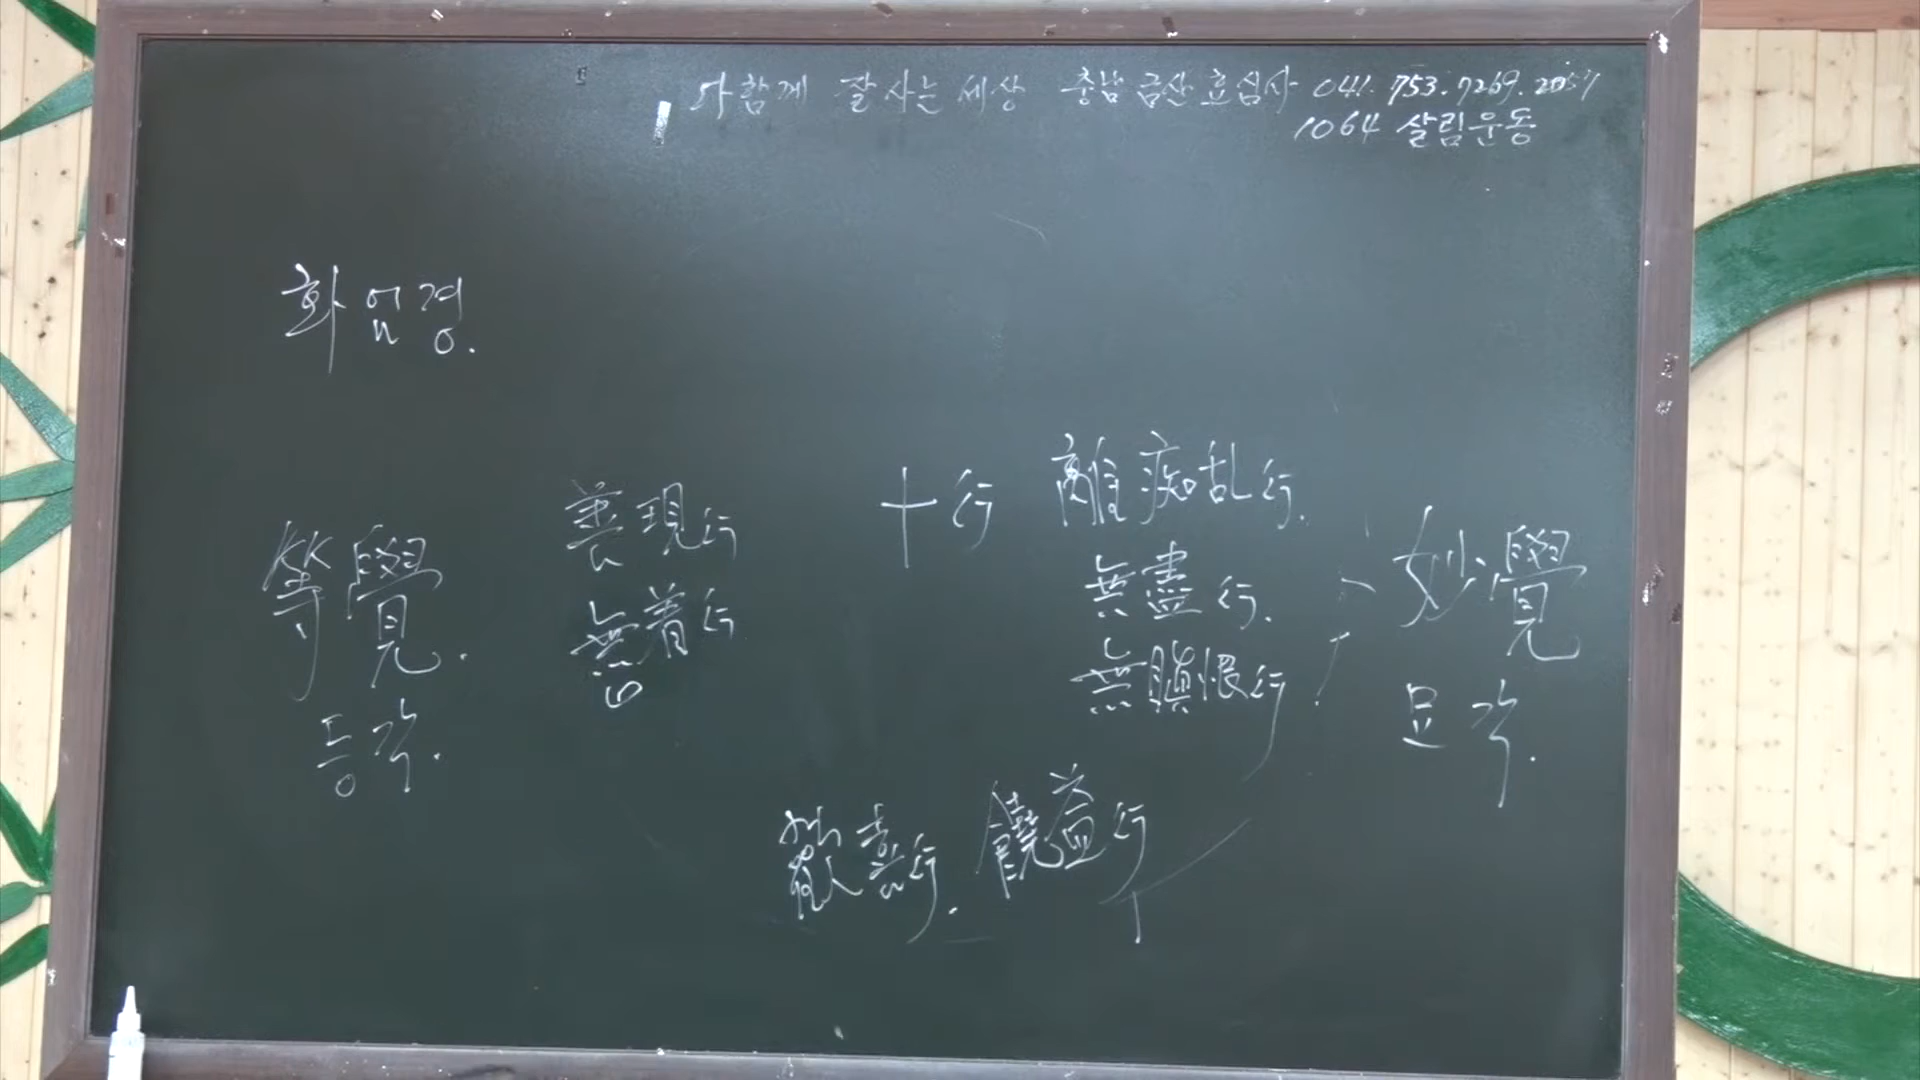 다함께 잘 사는 세상 충남 금산 효심사 041. 753. 7269. 2057
1064 살림운동
화엄경.
十行 離痴乱行.
善現行
等覺.
妙覺
無盡行.
無着行
無瞋恨行
6
등각.
묘각.
歡喜行. 饒益行